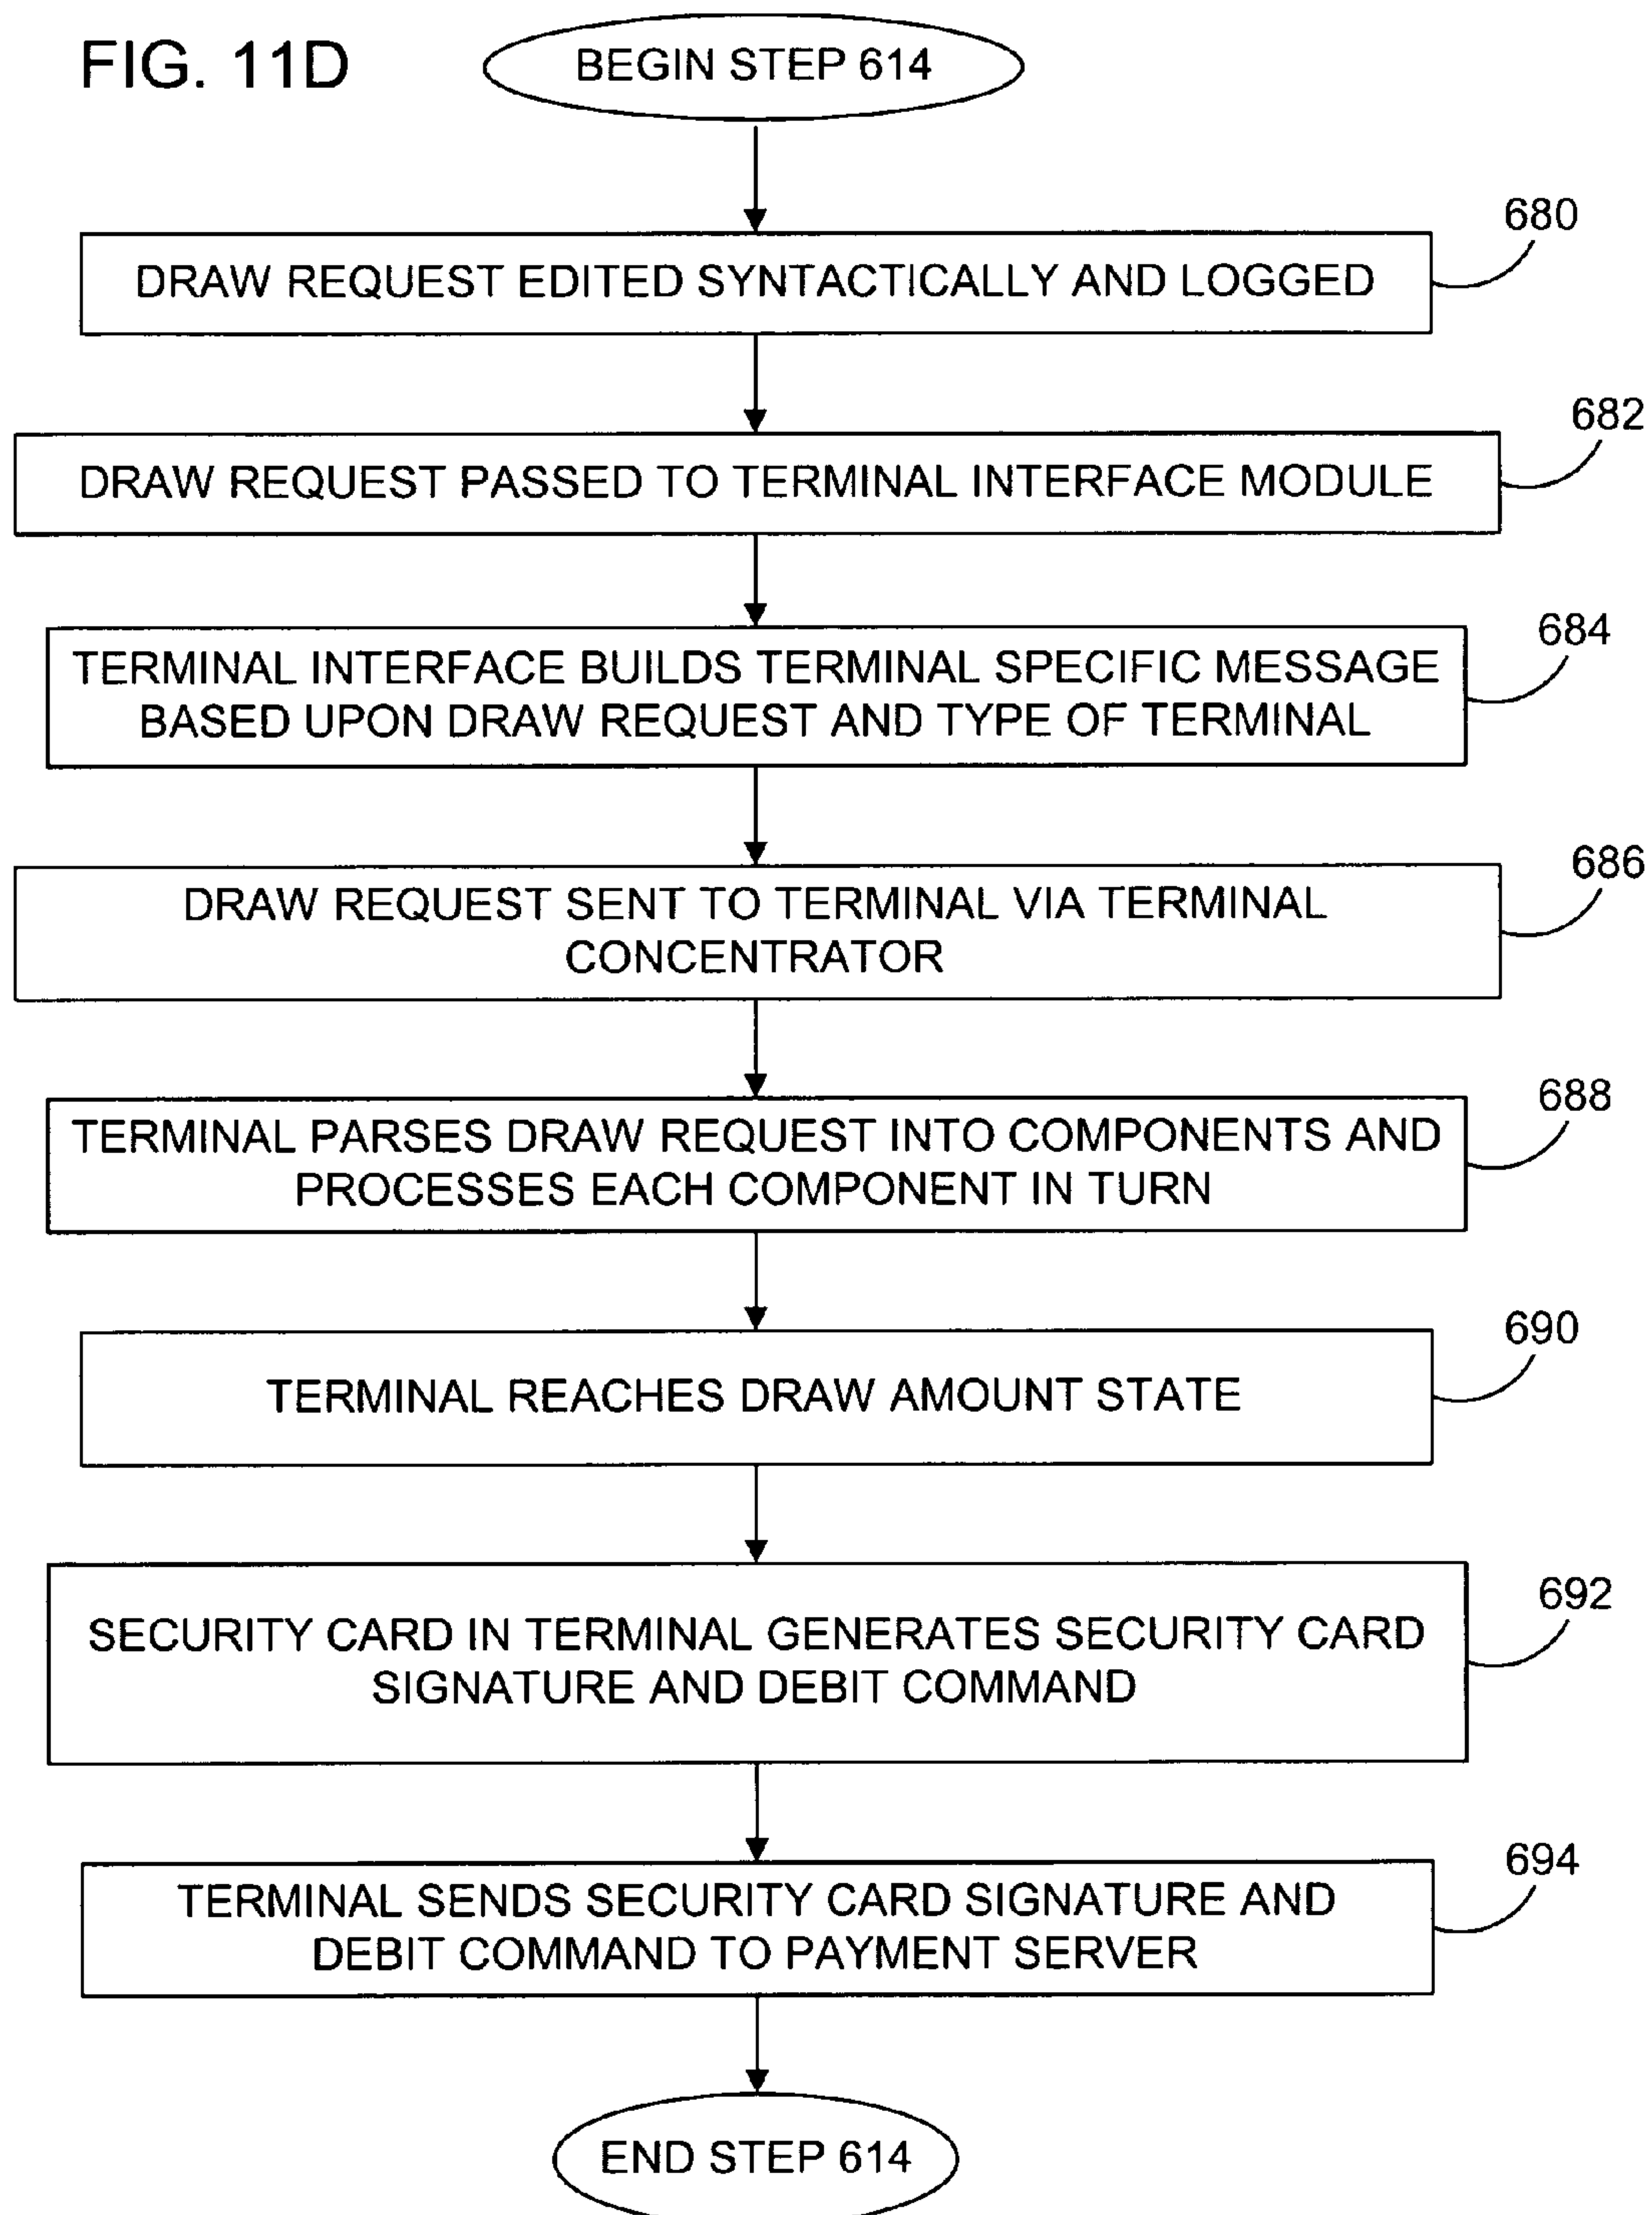 FIG. 11D
BEGIN STEP 614
680
DRAW REQUEST EDITED SYNTACTICALLY AND LOGGED
682
DRAW REQUEST PASSED TO TERMINAL INTERFACE MODULE
684
TERMINAL INTERFACE BUILDS TERMINAL SPECIFIC MESSAGE
BASED UPON DRAW REQUEST AND TYPE OF TERMINAL
686
DRAW REQUEST SENT TO TERMINAL VIA TERMINAL
CONCENTRATOR
688
TERMINAL PARSES DRAW REQUEST INTO COMPONENTS AND
PROCESSES EACH COMPONENT IN TURN
690
TERMINAL REACHES DRAW AMOUNT STATE
692
SECURITY CARD IN TERMINAL GENERATES SECURITY CARD
SIGNATURE AND DEBIT COMMAND
694
TERMINAL SENDS SECURITY CARD SIGNATURE AND
DEBIT COMMAND TO PAYMENT SERVER
END STEP 614